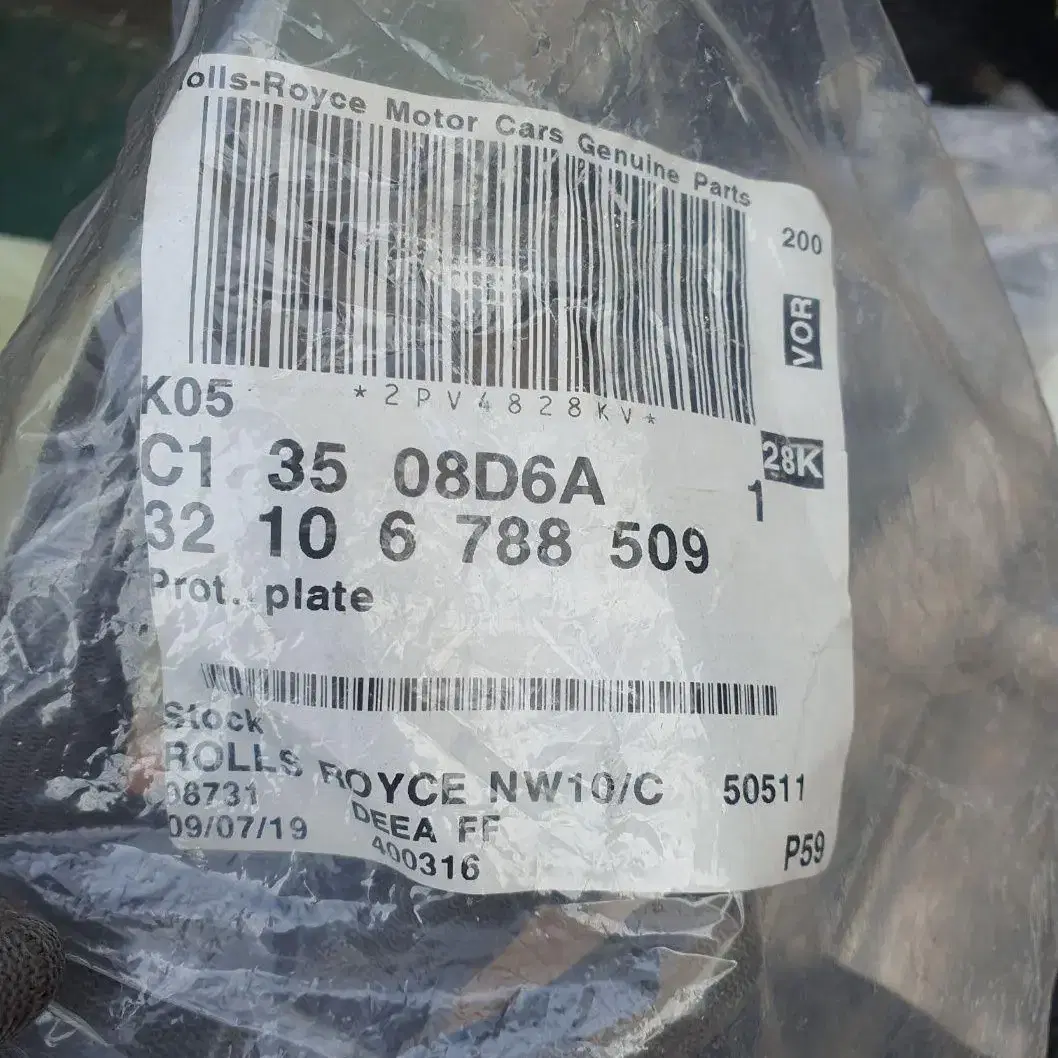 olls-Royce Motor Cars Genuine Parts
200
VOR
*2PV4828KV*
K05
28K
C1 35 08D6A 1
32 10 6 788 509
Prot. plate
Stock
ROLLS ROYCE NW10/C 50511
08731 DEEA FF
09/07/19 400316 P59